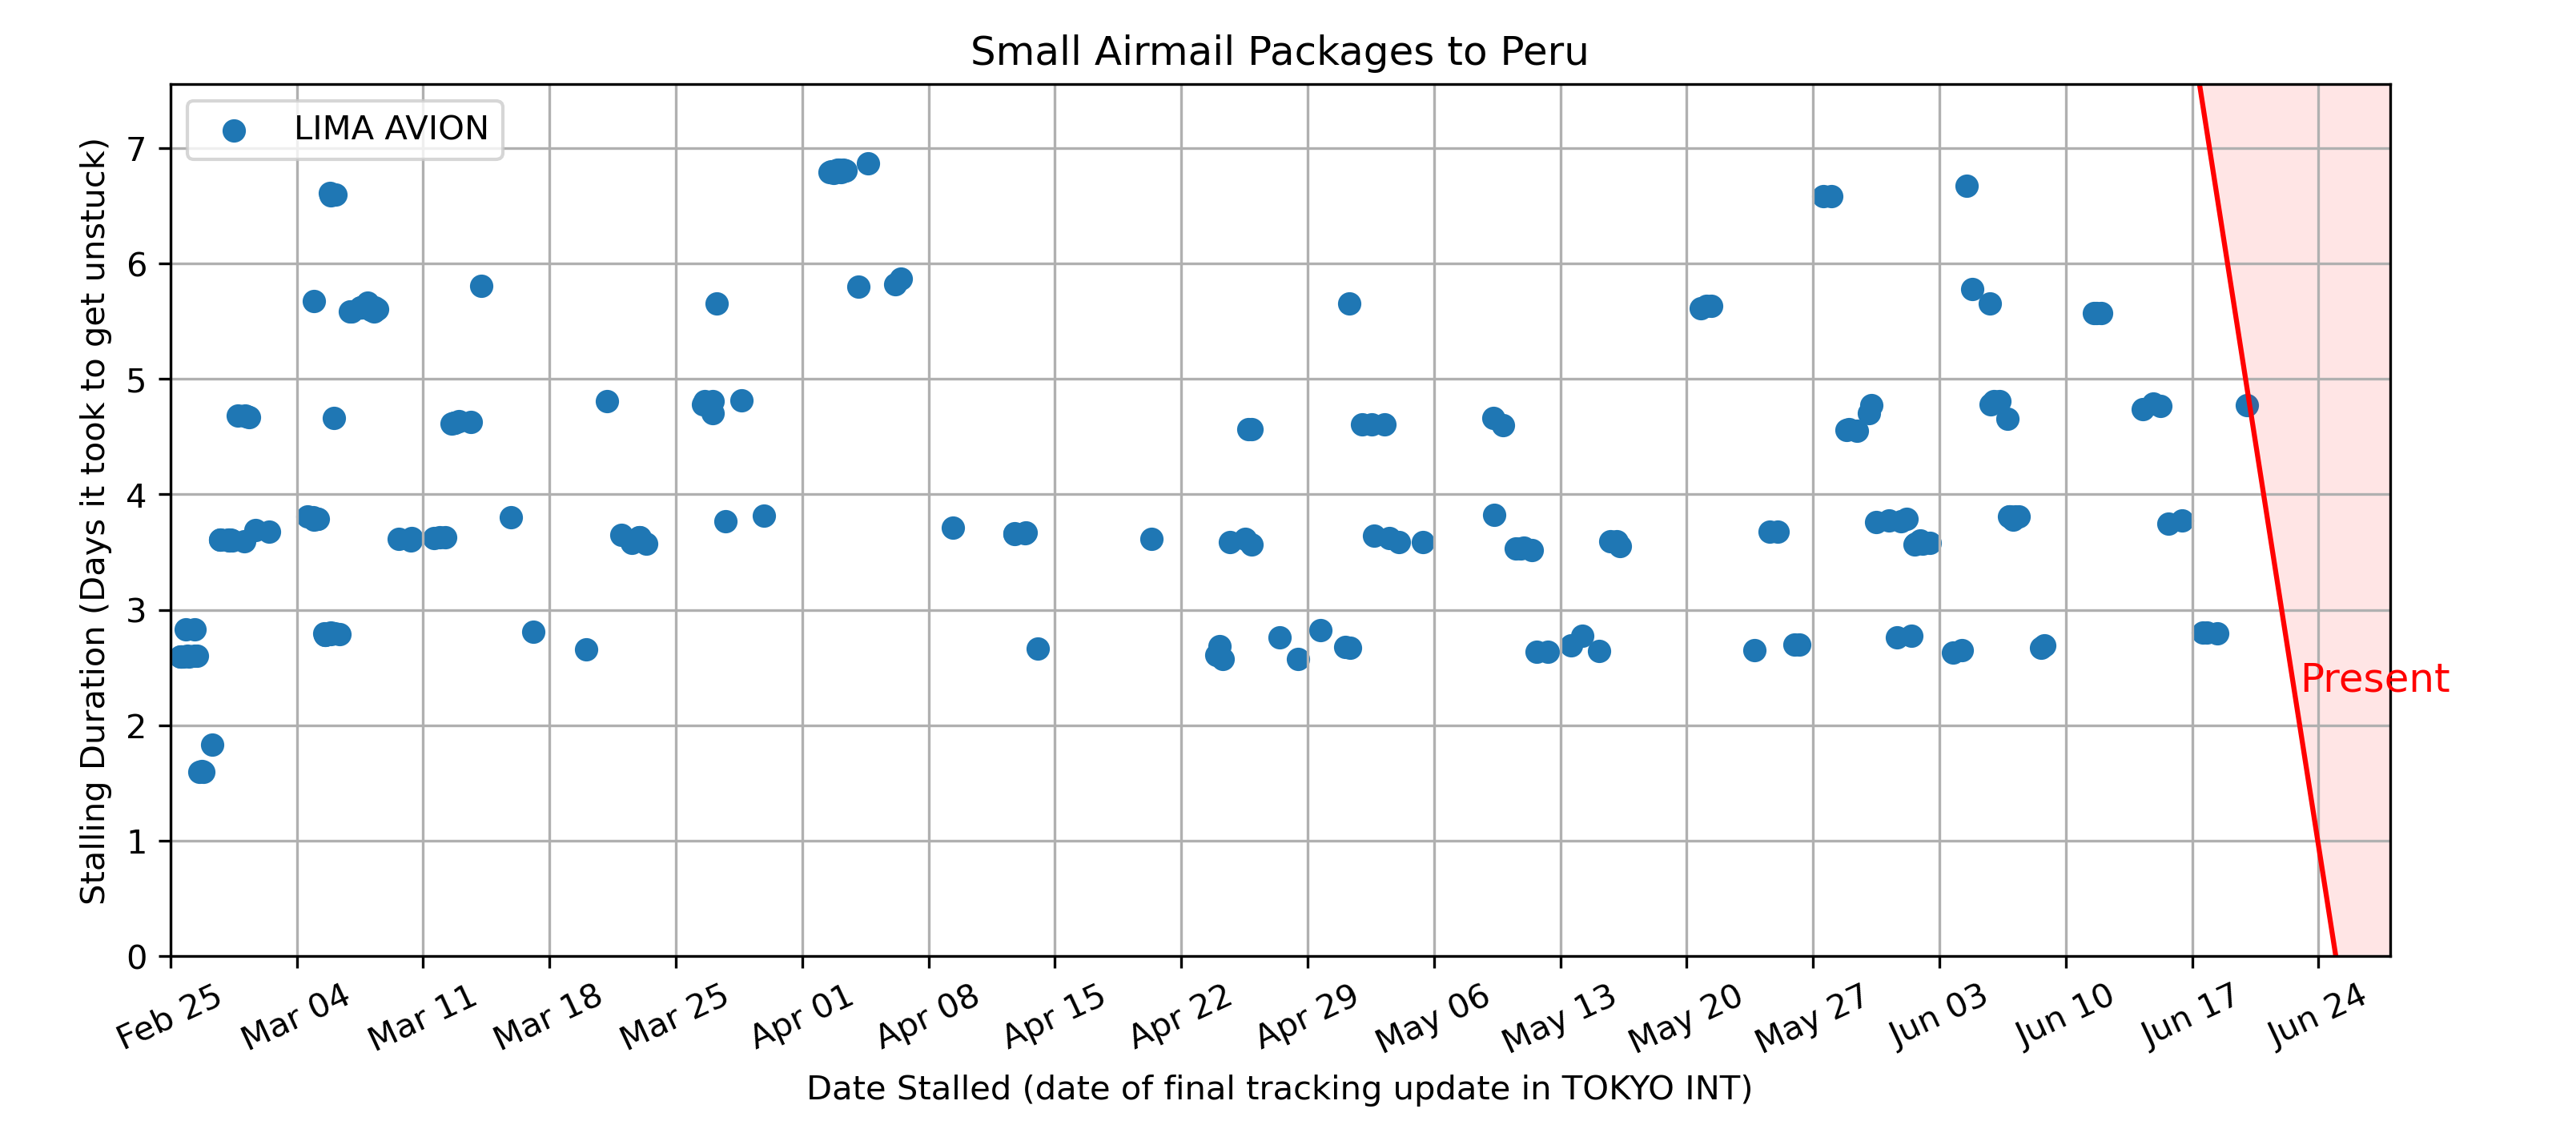 Small Airmail Packages to Peru
LIMA AVION
Stalling Duration (Days it took to get unstuck)
7
6
5
4
3
2
1
0
Present
Feb 25
Mar 04
Mar 11
Mar 18
Mar 25
Apr 01
Apr 08
Apr 15
Apr 22
Apr 29
May 06
May 13
May 20
May 27
Jun 03
Jun 10
Jun 17
Jun 24
Date Stalled (date of final tracking update in TOKYO INT)